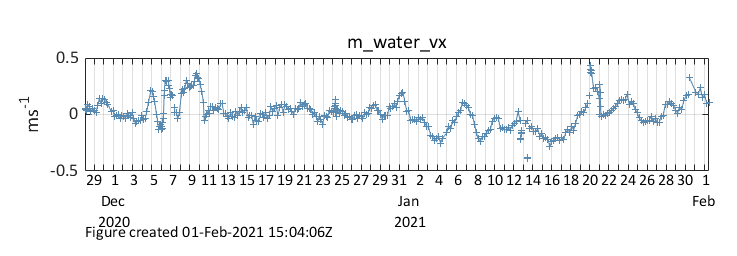 m_water_vx
0.5
0
-0.5
ms-1
29 1 3 5 7 9 11 13 15 17 19 21 23 25 27 29 31 2 4 6 8 10 12 14 16 18 20 22 24 26 28 30 1
Dec Jan Feb
2020 2021
Figure created 01-Feb-2021 15:04:06Z